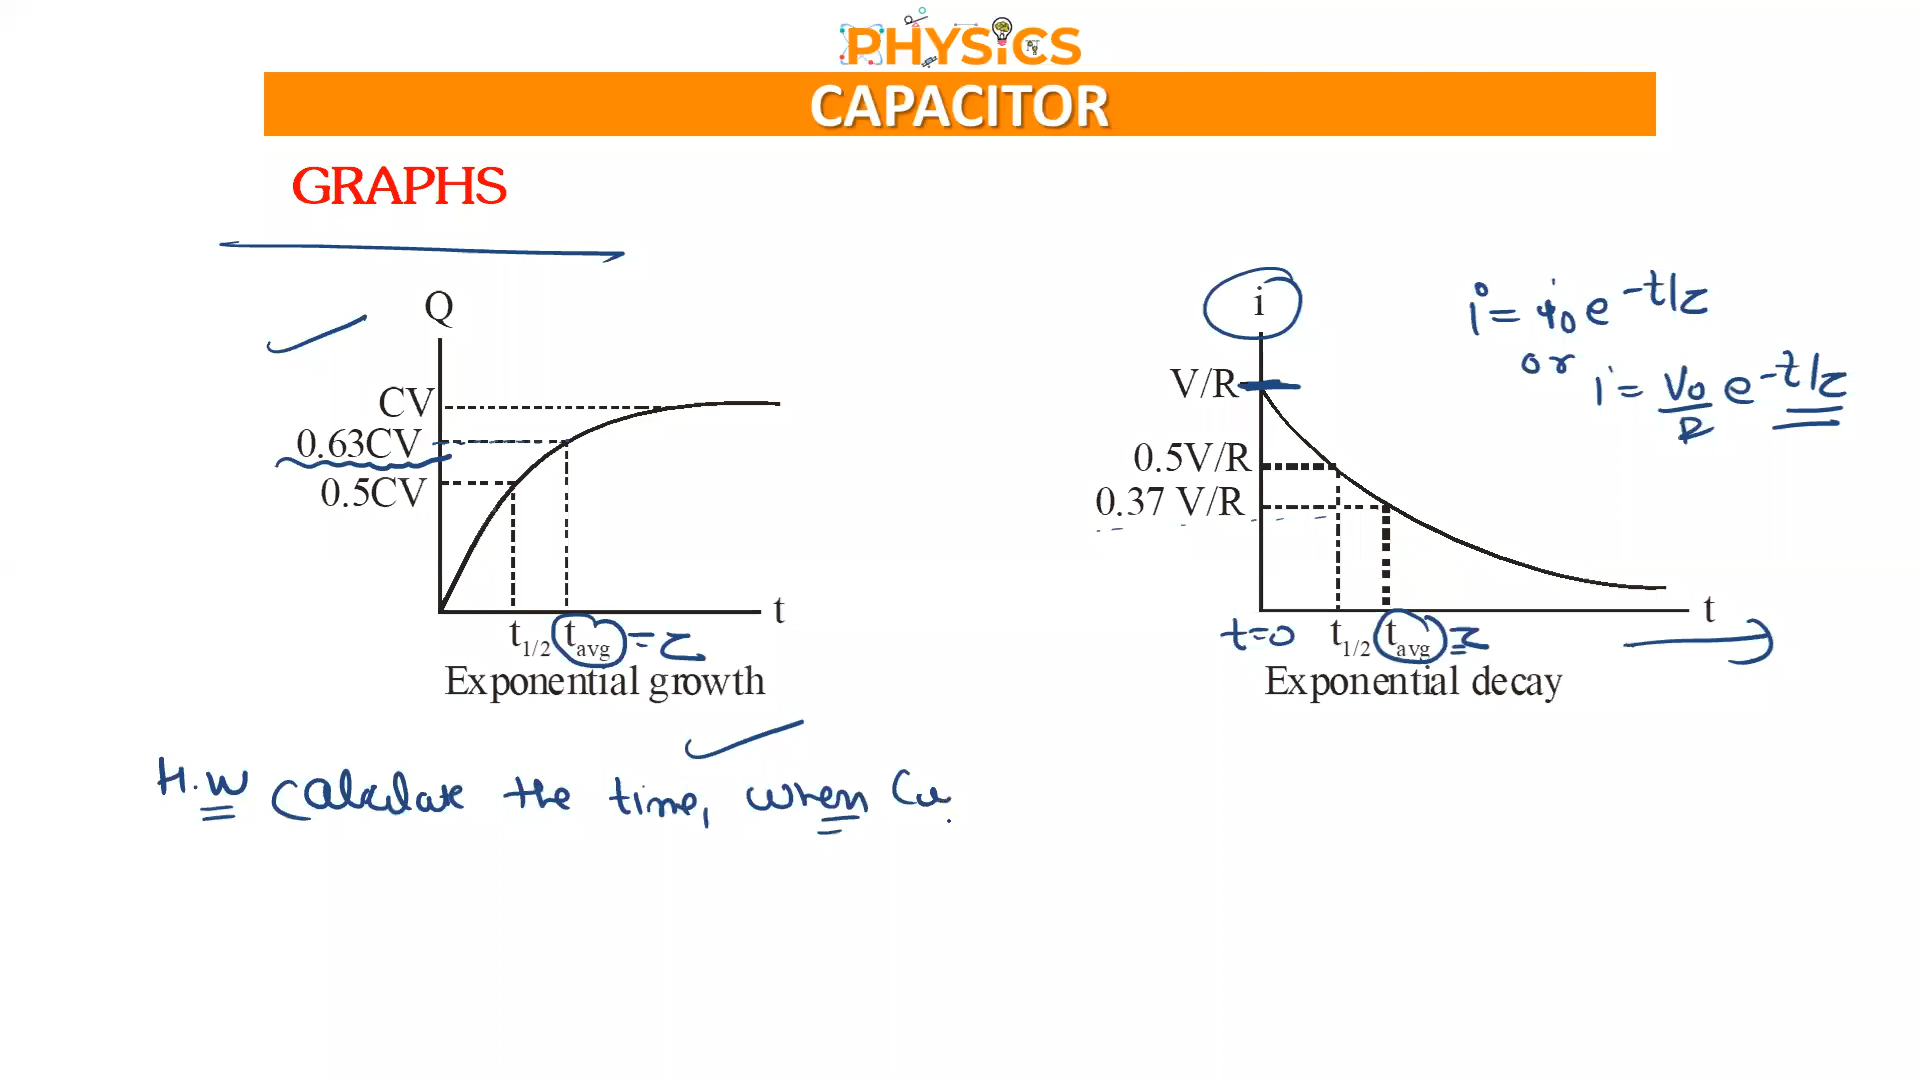 PHYSICS
CAPACITOR
GRAPHS
Q
CV
0.63CV
0.5CV
t
t1/2 tavg = τ
Exponential growth
i
V/R
0.5V/R
0.37 V/R
t
t=0 t1/2 tavg = τ
Exponential decay
i = i0 e-t/τ
or
i = V0/R e-t/τ
H.W Calculate the time, when